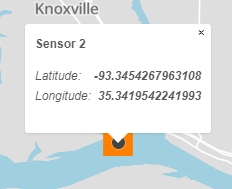 Knoxville
×
Sensor 2
Latitude: -93.3454267963108
Longitude: 35.3419542241993